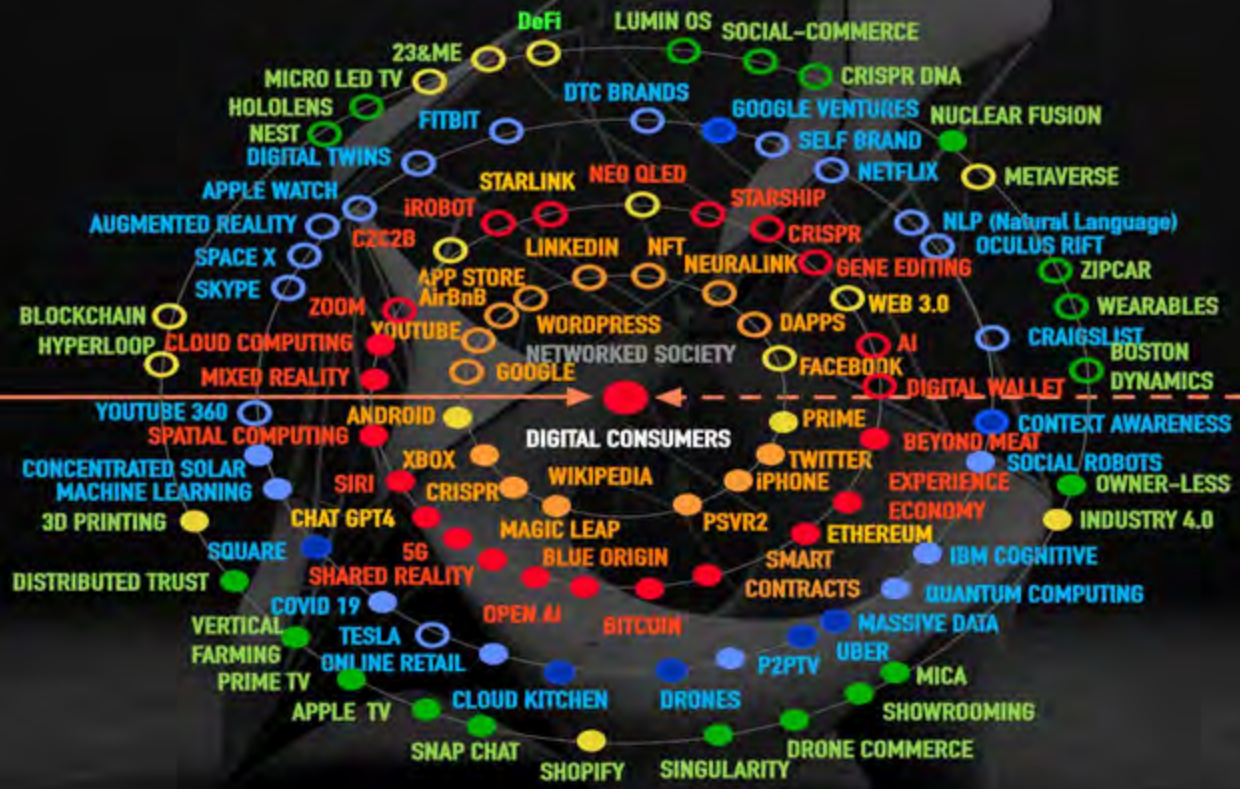 DeFi
LUMIN OS
SOCIAL-COMMERCE
23&ME
CRISPR DNA
MICRO LED TV
DTC BRANDS
GOOGLE VENTURES
HOLOLENS
NUCLEAR FUSION
FITBIT
NEST
SELF BRAND
DIGITAL TWINS
NETFLIX
STARLINK
NEO QLED
METAVERSE
APPLE WATCH
STARSHIP
iROBOT
AUGMENTED REALITY
NLP (Natural Language)
C2C2B
CRISPR
LINKEDIN
NFT
OCULUS RIFT
SPACE X
NEURALINK
GENE EDITING
ZIPCAR
APP STORE
SKYPE
AirBnB
WEB 3.0
WEARABLES
ZOOM
BLOCKCHAIN
YOUTUBE
WORDPRESS
DAPPS
CRAIGSLIST
HYPERLOOP
CLOUD COMPUTING
AI
NETWORKED SOCIETY
BOSTON
DYNAMICS
MIXED REALITY
GOOGLE
FACEBOOK
DIGITAL WALLET
YOUTUBE 360
ANDROID
PRIME
CONTEXT AWARENESS
SPATIAL COMPUTING
DIGITAL CONSUMERS
BEYOND MEAT
XBOX
TWITTER
SOCIAL ROBOTS
CONCENTRATED SOLAR
WIKIPEDIA
SIRI
iPHONE
EXPERIENCE
ECONOMY
OWNER-LESS
MACHINE LEARNING
CRISPR
3D PRINTING
CHAT GPT4
MAGIC LEAP
PSVR2
INDUSTRY 4.0
ETHEREUM
SQUARE
5G
BLUE ORIGIN
SMART
CONTRACTS
IBM COGNITIVE
DISTRIBUTED TRUST
SHARED REALITY
QUANTUM COMPUTING
COVID 19
OPEN AI
BITCOIN
MASSIVE DATA
VERTICAL
FARMING
TESLA
UBER
ONLINE RETAIL
P2PTV
PRIME TV
MICA
CLOUD KITCHEN
DRONES
APPLE TV
SHOWROOMING
SNAP CHAT
DRONE COMMERCE
SHOPIFY
SINGULARITY